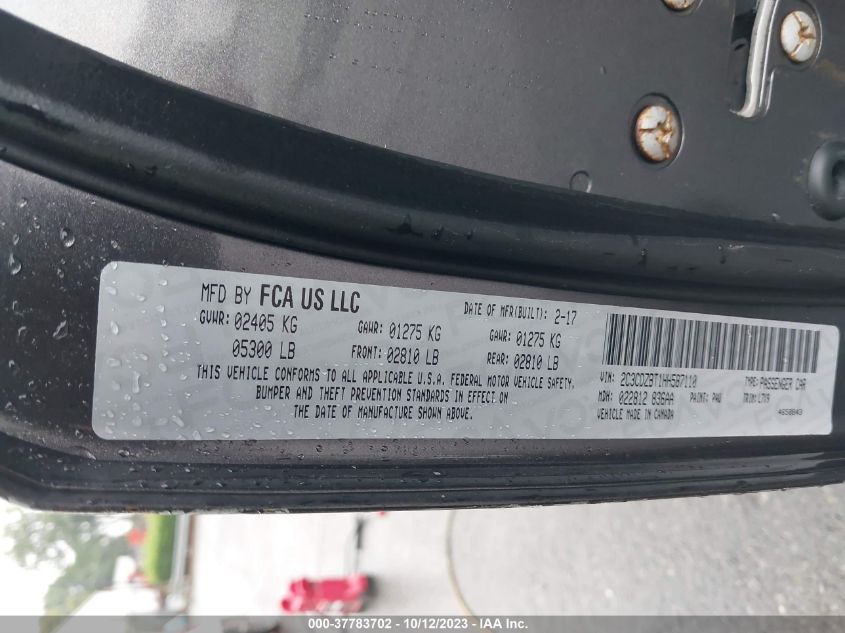 MFD BY FCA US LLC
DATE OF MFR(BUILT): 2-17
GVWR: 02405 KG
GAWR: 01275 KG
GAWR: 01275 KG
05300 LB
FRONT: 02810 LB
REAR: 02810 LB
THIS VEHICLE CONFORMS TO ALL APPLICABLE U.S.A. FEDERAL MOTOR VEHICLE SAFETY,
BUMPER AND THEFT PREVENTION STANDARDS IN EFFECT ON
THE DATE OF MANUFACTURE SHOWN ABOVE.
VIN: 2C3CDZBT1HH587110
TYPE: PASSENGER CAR
MDH: 022812 836AA
PAINT: PAU
TRIM: L7X9
VEHICLE MADE IN CANADA
000-37783702 - 10/12/2023 - IAA Inc.